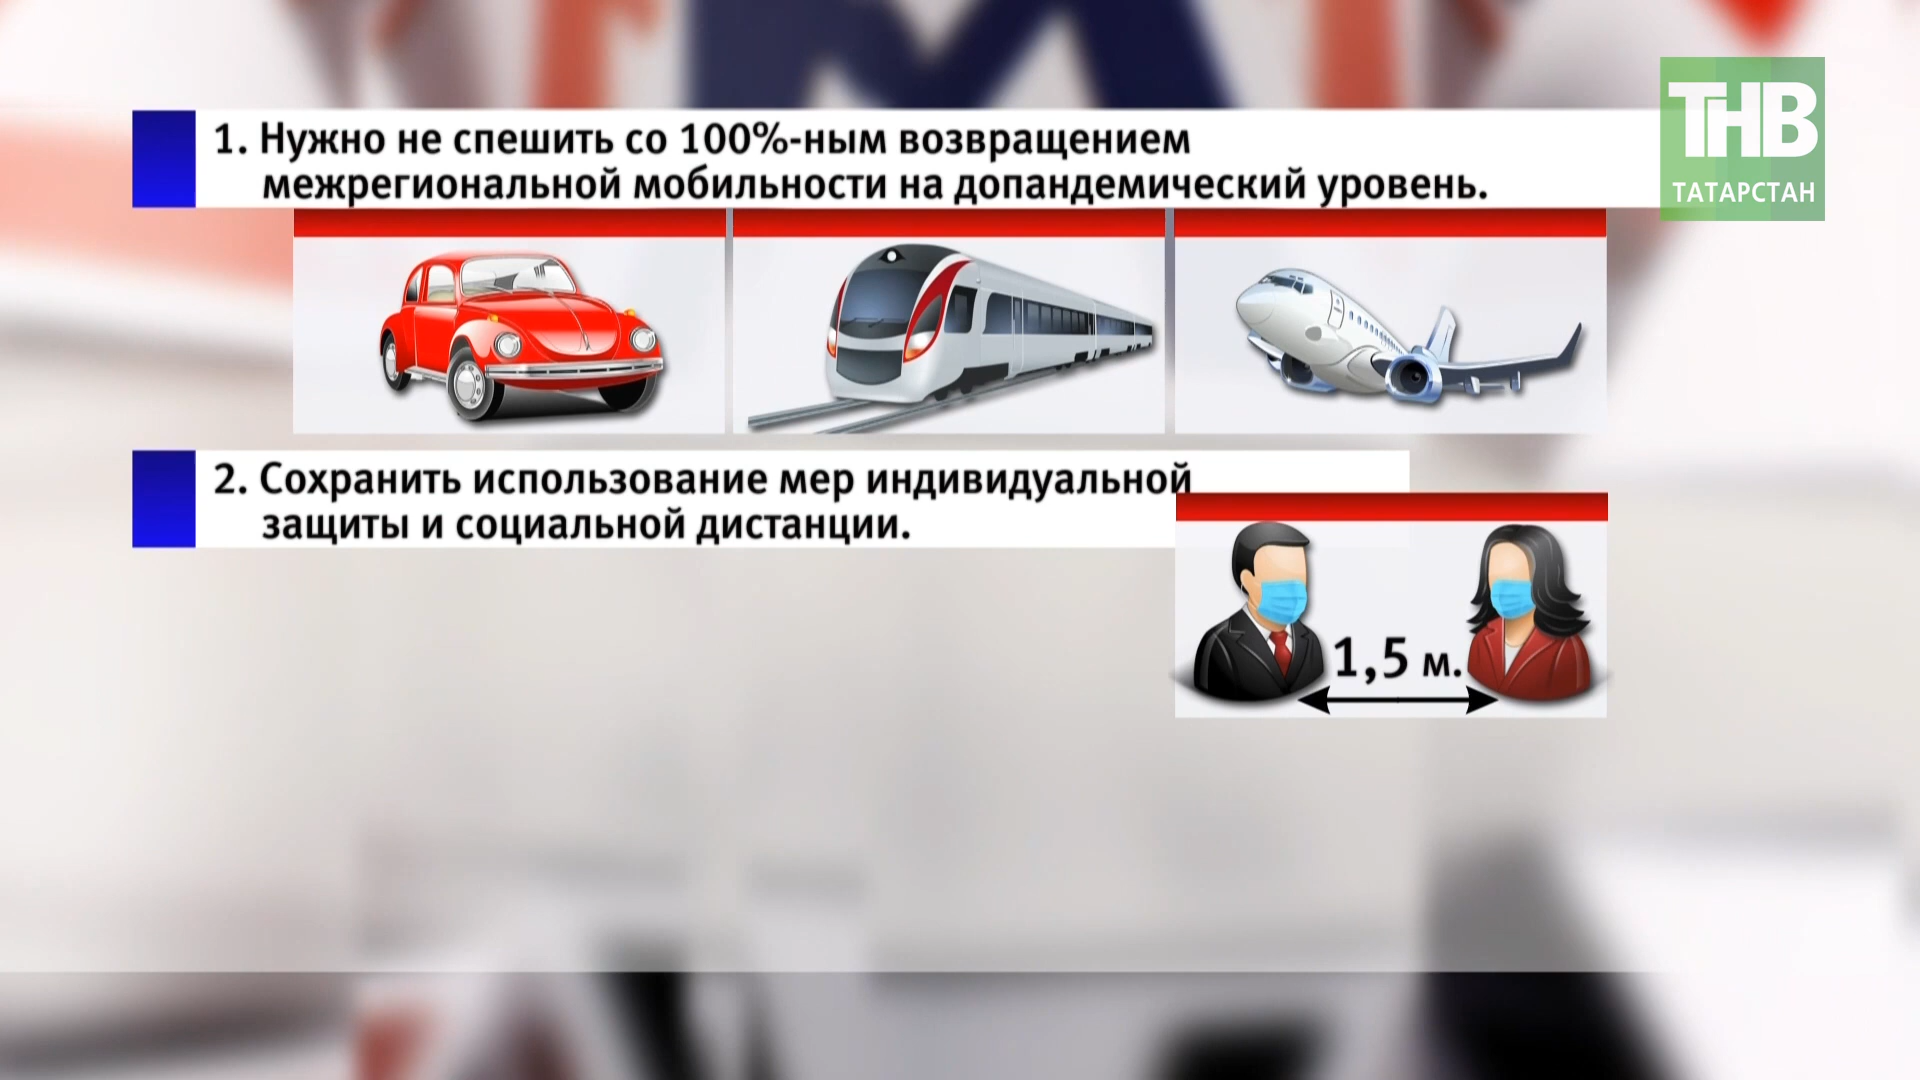 1. Нужно не спешить со 100%-ным возвращением
межрегиональной мобильности на допандемический уровень.
ТНВ
ТАТАРСТАН
2. Сохранить использование мер индивидуальной
защиты и социальной дистанции.
1,5 м.